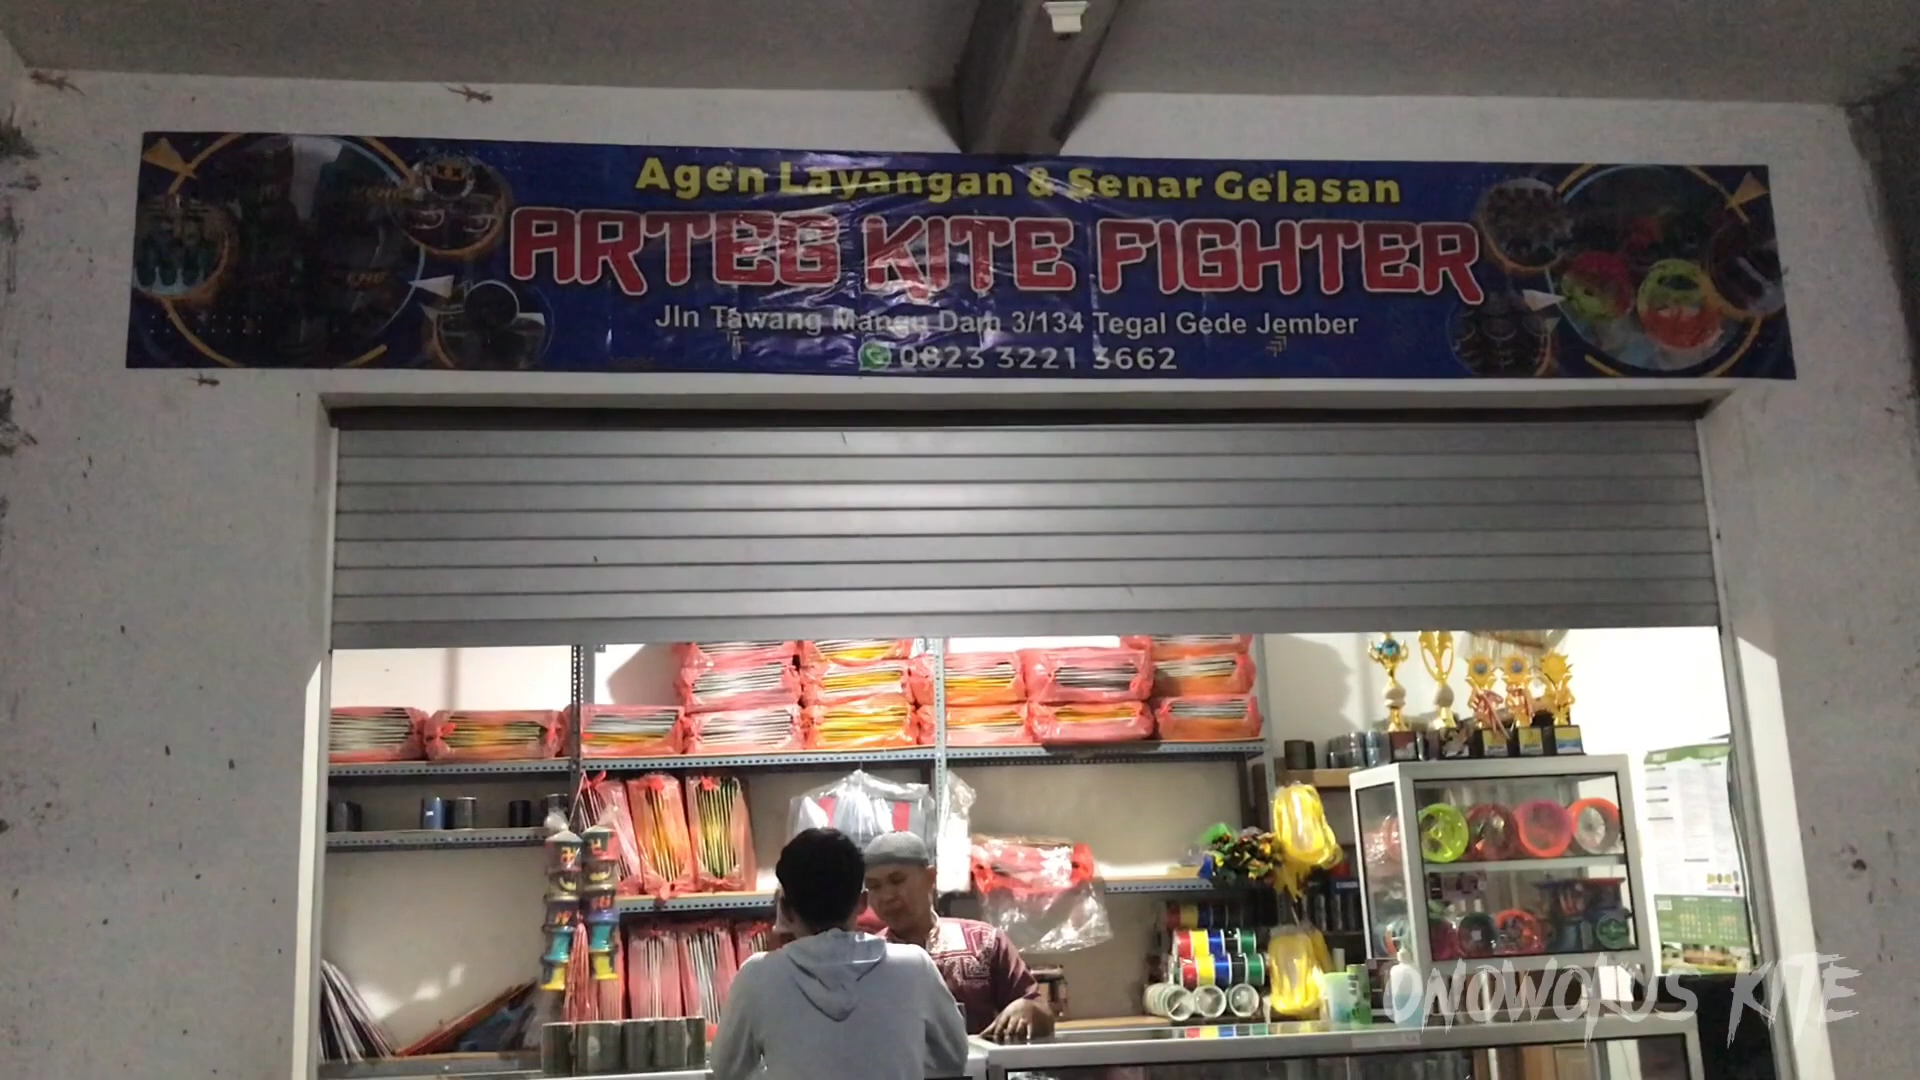 Agen Layangan & Senar Gelasan
ARTEG KITE FIGHTER
Jln Tawang Mangu Dam 3/134 Tegal Gede Jember
0823 3221 3662
ONOWOKUS KITE